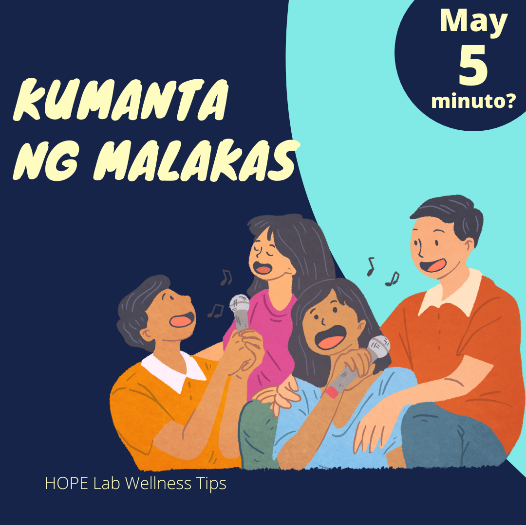 May
5
minuto?
KUMANTA
NG MALAKAS
HOPE Lab Wellness Tips